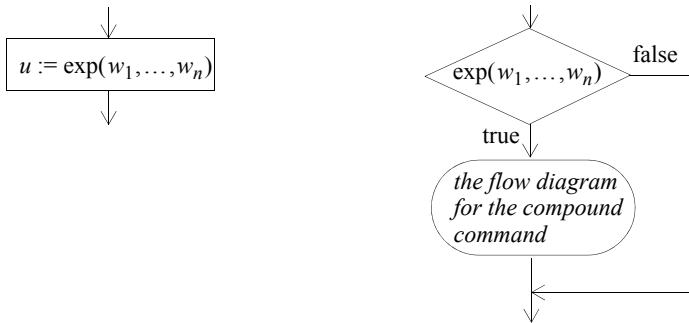 u := exp(w₁,…,wₙ)
exp(w₁,…,wₙ)
false
true
the flow diagram
for the compound
command